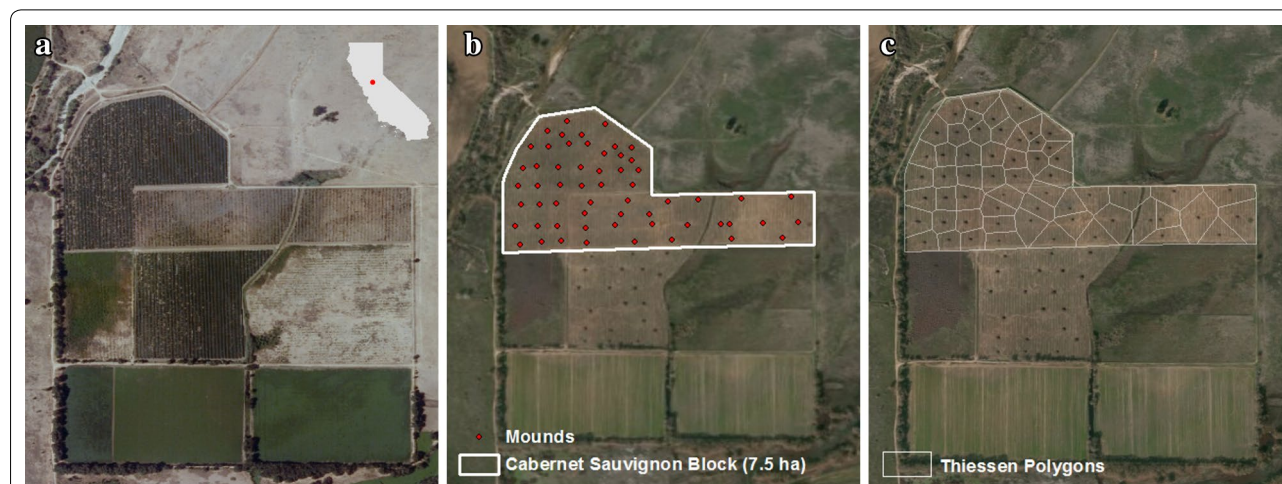 a
b
c
Mounds
Cabernet Sauvignon Block (7.5 ha)
Thiessen Polygons